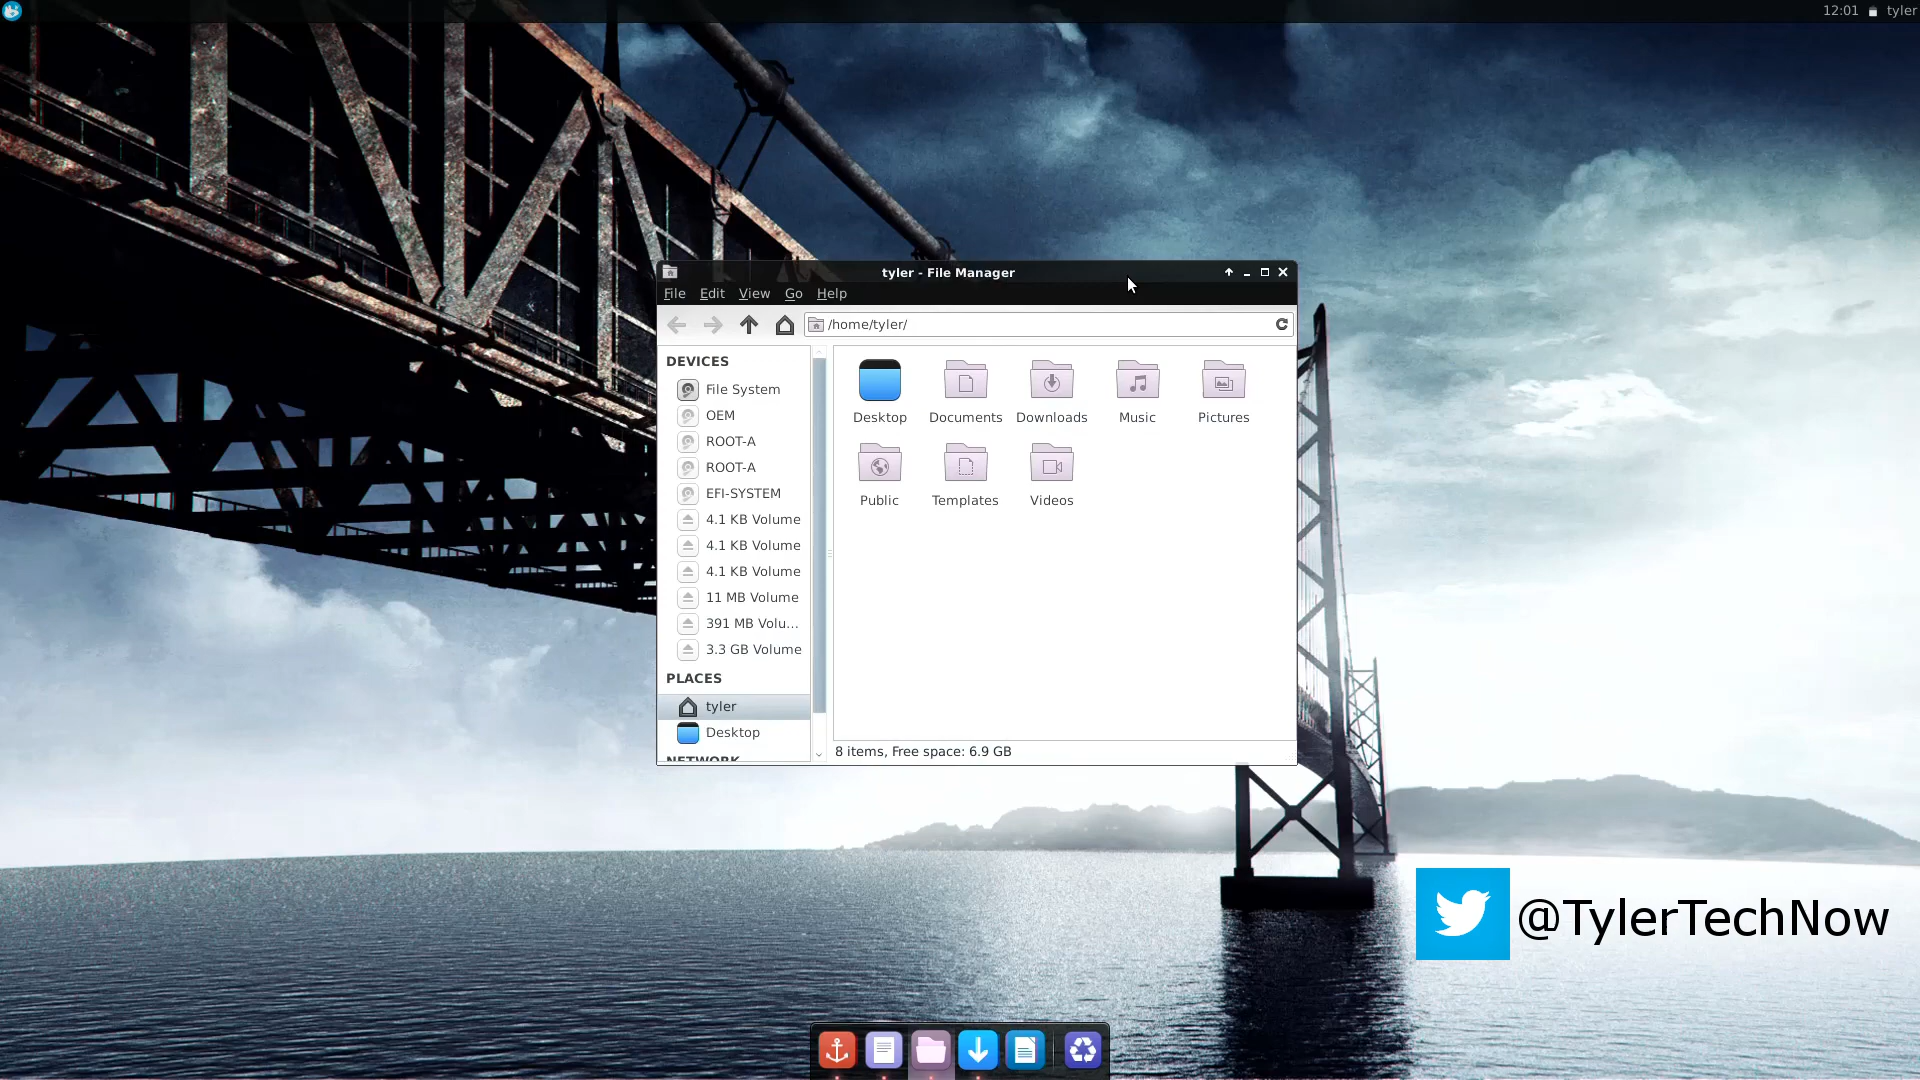 12:01 tyler
tyler - File Manager
File Edit View Go Help
/home/tyler/
DEVICES
File System
OEM
ROOT-A
ROOT-A
EFI-SYSTEM
4.1 KB Volume
4.1 KB Volume
4.1 KB Volume
11 MB Volume
391 MB Volu...
3.3 GB Volume
PLACES
tyler
Desktop
NETWORK
Desktop Documents Downloads Music Pictures
Public Templates Videos
8 items, Free space: 6.9 GB
@TylerTechNow